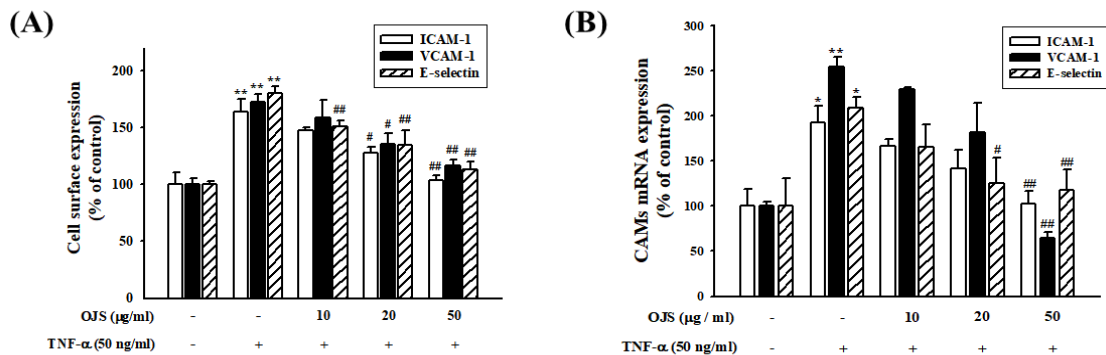 (A)
ICAM-1
VCAM-1
E-selectin
Cell surface expression
(% of control)
200
150
100
50
0
** ** **
##
# # ##
## ## ##
OJS (μg/ml) - - 10 20 50
TNF-α (50 ng/ml) - + + + +
(B)
ICAM-1
VCAM-1
E-selectin
CAMs mRNA expression
(% of control)
300
250
200
150
100
50
0
* ** *
#
## ## ##
OJS (μg / ml) - - 10 20 50
TNF-α (50 ng/ml) - + + + +